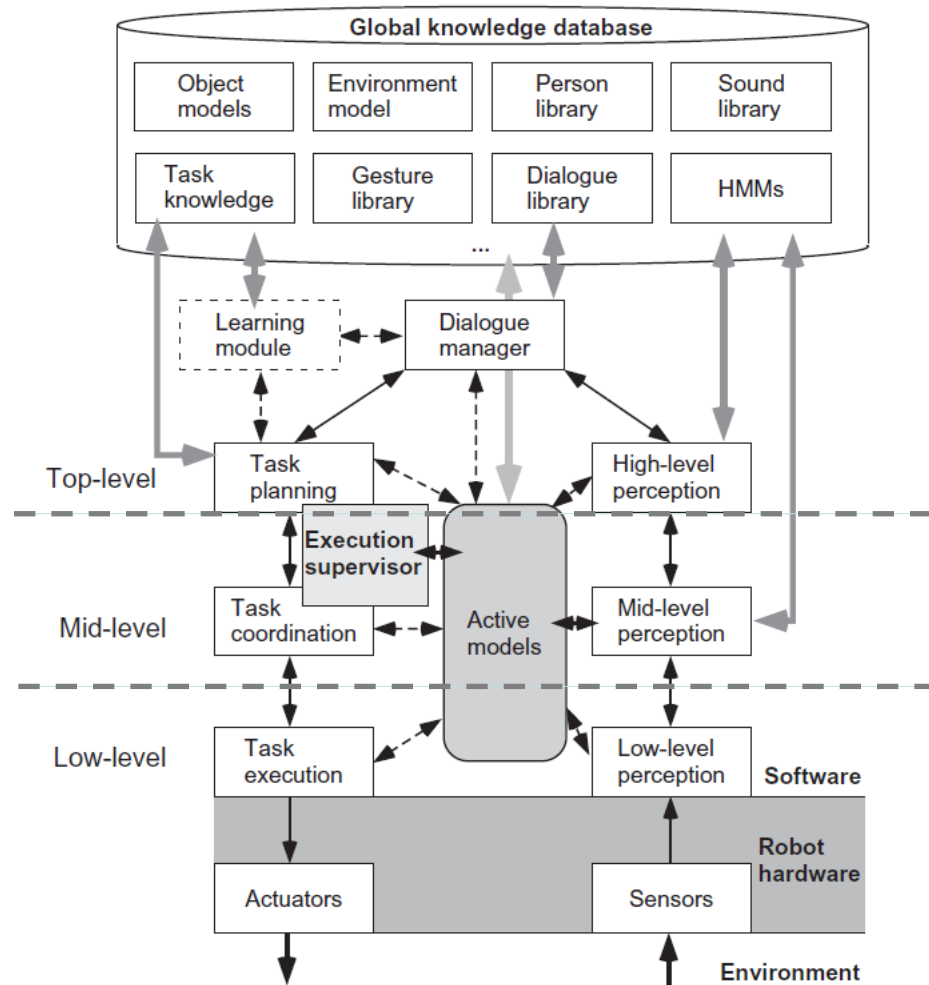 Global knowledge database
Object
models
Environment
model
Person
library
Sound
library
Task
knowledge
Gesture
library
Dialogue
library
HMMs
...
Learning
module
Dialogue
manager
Top-level
Task
planning
High-level
perception
Execution
supervisor
Mid-level
Task
coordination
Active
models
Mid-level
perception
Low-level
Task
execution
Low-level
perception
Software
Robot
hardware
Actuators
Sensors
Environment